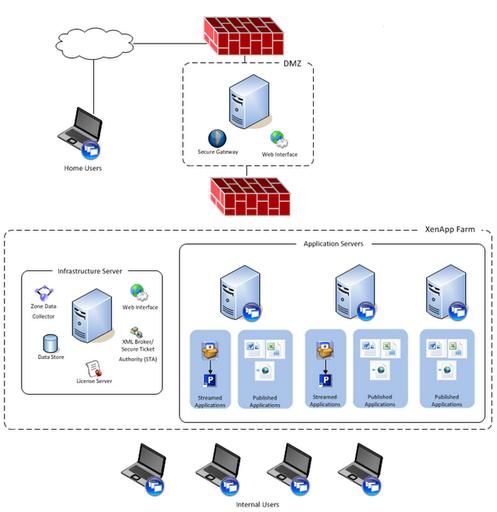 DMZ
Secure Gateway
Web Interface
Home Users
XenApp Farm
Application Servers
Infrastructure Server
Zone Data
Collector
Web Interface
Data Store
XML Broker/
Secure Ticket
Authority (STA)
License Server
Streamed
Applications
Published
Applications
Streamed
Applications
Published
Applications
Published
Applications
Internal Users